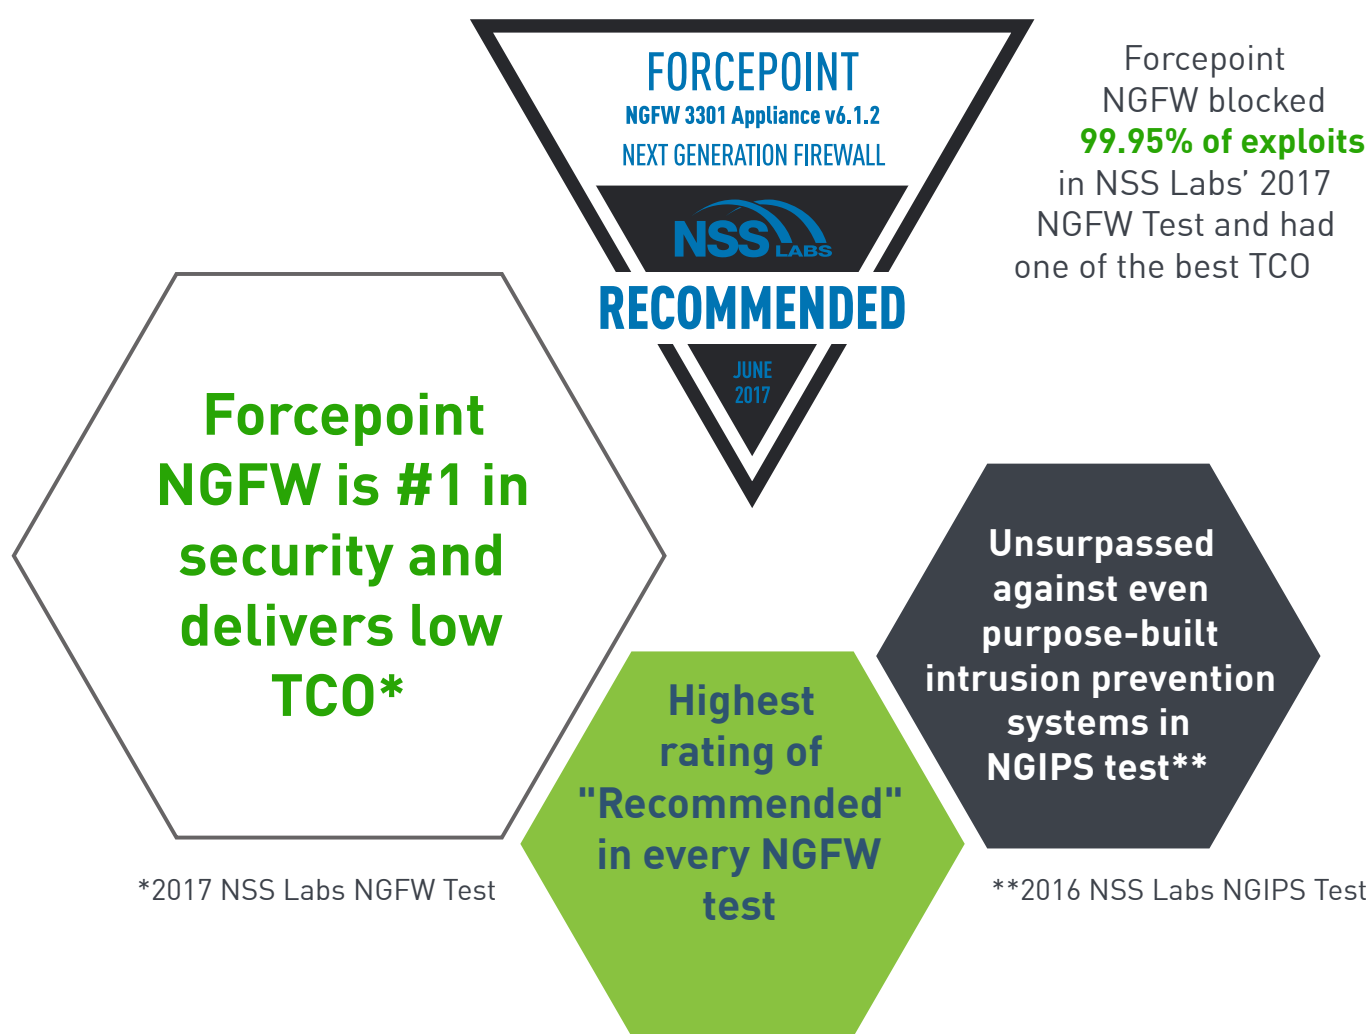 FORCEPOINT
NGFW 3301 Appliance v6.1.2
NEXT GENERATION FIREWALL
NSS LABS
RECOMMENDED
JUNE
2017
Forcepoint
NGFW blocked
99.95% of exploits
in NSS Labs’ 2017
NGFW Test and had
one of the best TCO
Forcepoint
NGFW is #1 in
security and
delivers low
TCO*
*2017 NSS Labs NGFW Test
Highest
rating of
"Recommended"
in every NGFW
test
Unsurpassed
against even
purpose-built
intrusion prevention
systems in
NGIPS test**
**2016 NSS Labs NGIPS Test